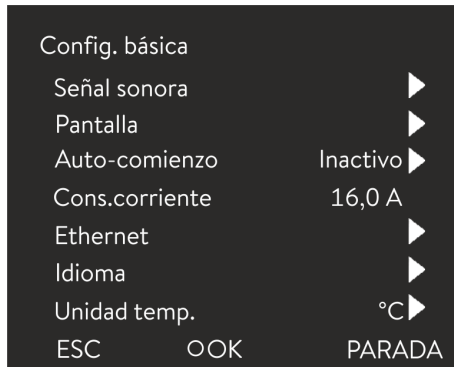 Config. básica
Señal sonora
Pantalla
Auto-comienzo Inactivo
Cons.corriente 16,0 A
Ethernet
Idioma
Unidad temp. °C
ESC OOK PARADA